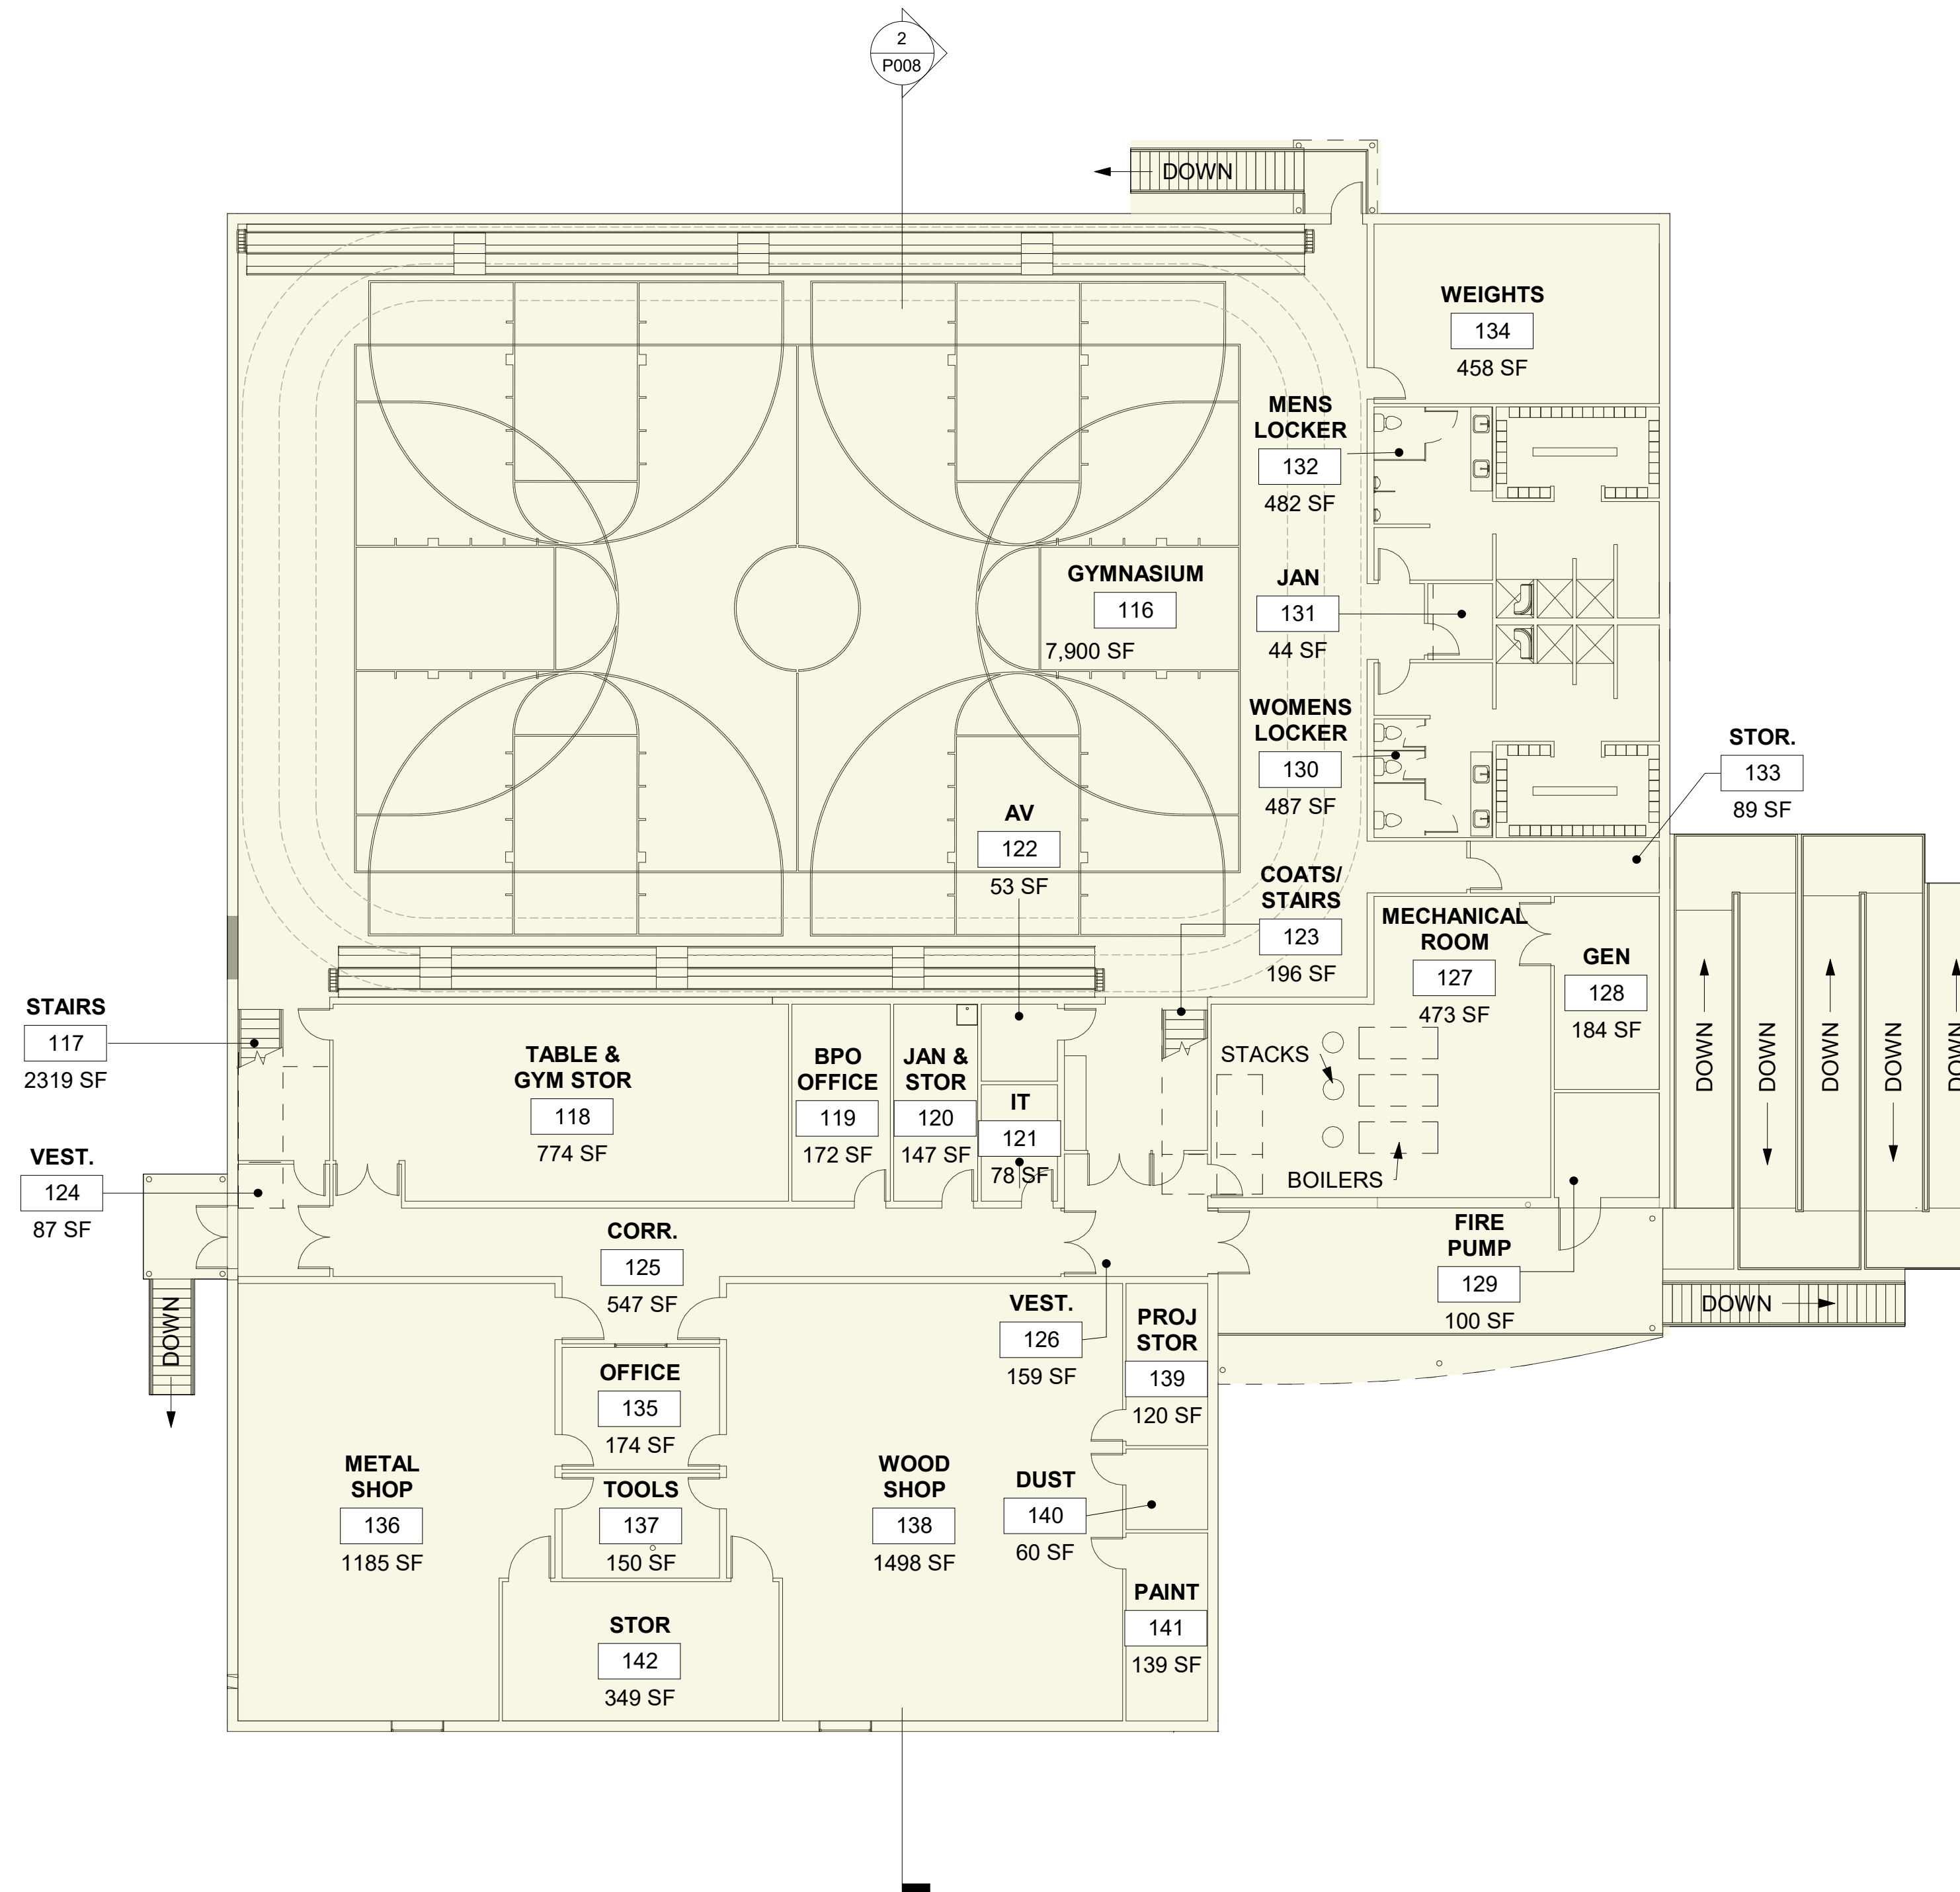 2
P008
DOWN
WEIGHTS
134
458 SF
MENS
LOCKER
132
482 SF
GYMNASIUM
116
7,900 SF
JAN
131
44 SF
WOMENS
LOCKER
130
487 SF
STOR.
133
89 SF
AV
122
53 SF
COATS/
STAIRS
123
196 SF
MECHANICAL
ROOM
127
473 SF
GEN
128
184 SF
STAIRS
117
2319 SF
TABLE &
GYM STOR
118
774 SF
BPO
OFFICE
119
172 SF
JAN &
STOR
120
147 SF
IT
121
78 SF
STACKS
BOILERS
DOWN
DOWN
DOWN
DOWN
DOWN
VEST.
124
87 SF
CORR.
125
547 SF
FIRE
PUMP
129
100 SF
DOWN
DOWN
VEST.
126
159 SF
PROJ
STOR
139
120 SF
OFFICE
135
174 SF
METAL
SHOP
136
1185 SF
TOOLS
137
150 SF
WOOD
SHOP
138
1498 SF
DUST
140
60 SF
PAINT
141
139 SF
STOR
142
349 SF